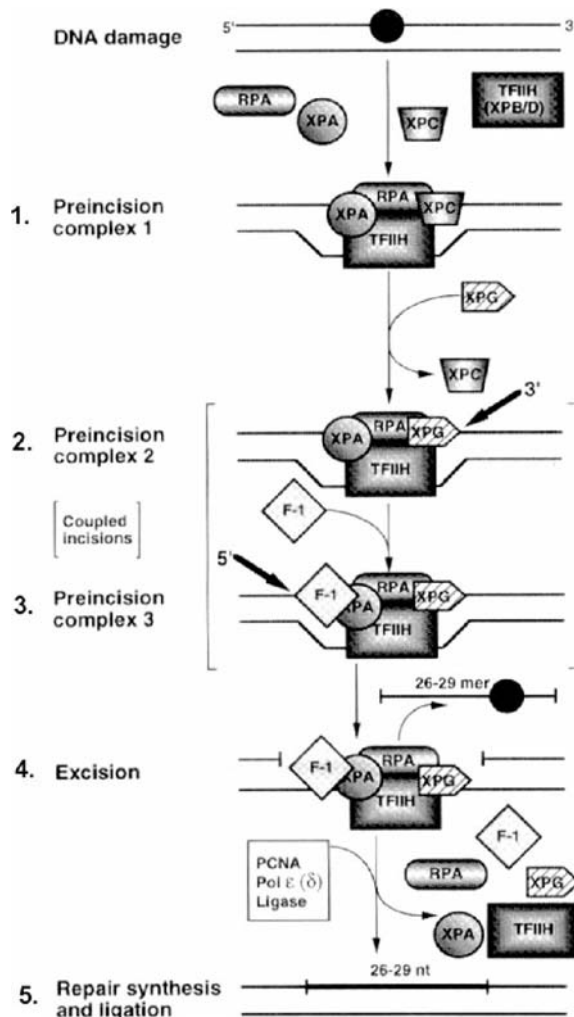 DNA damage
5'
3'
RPA
XPA
XPC
TFIIH
(XPB/D)
1. Preincision
complex 1
RPA
XPA
XPC
TFIIH
XPG
XPC
3'
2. Preincision
complex 2
RPA
XPA
XPG
TFIIH
F-1
Coupled
incisions
5'
3. Preincision
complex 3
F-1
RPA
XPA
XPG
TFIIH
26-29 mer
4. Excision
F-1
RPA
XPA
XPG
TFIIH
F-1
PCNA
Pol ε (δ)
Ligase
RPA
XPG
XPA
TFIIH
26-29 nt
5. Repair synthesis
and ligation